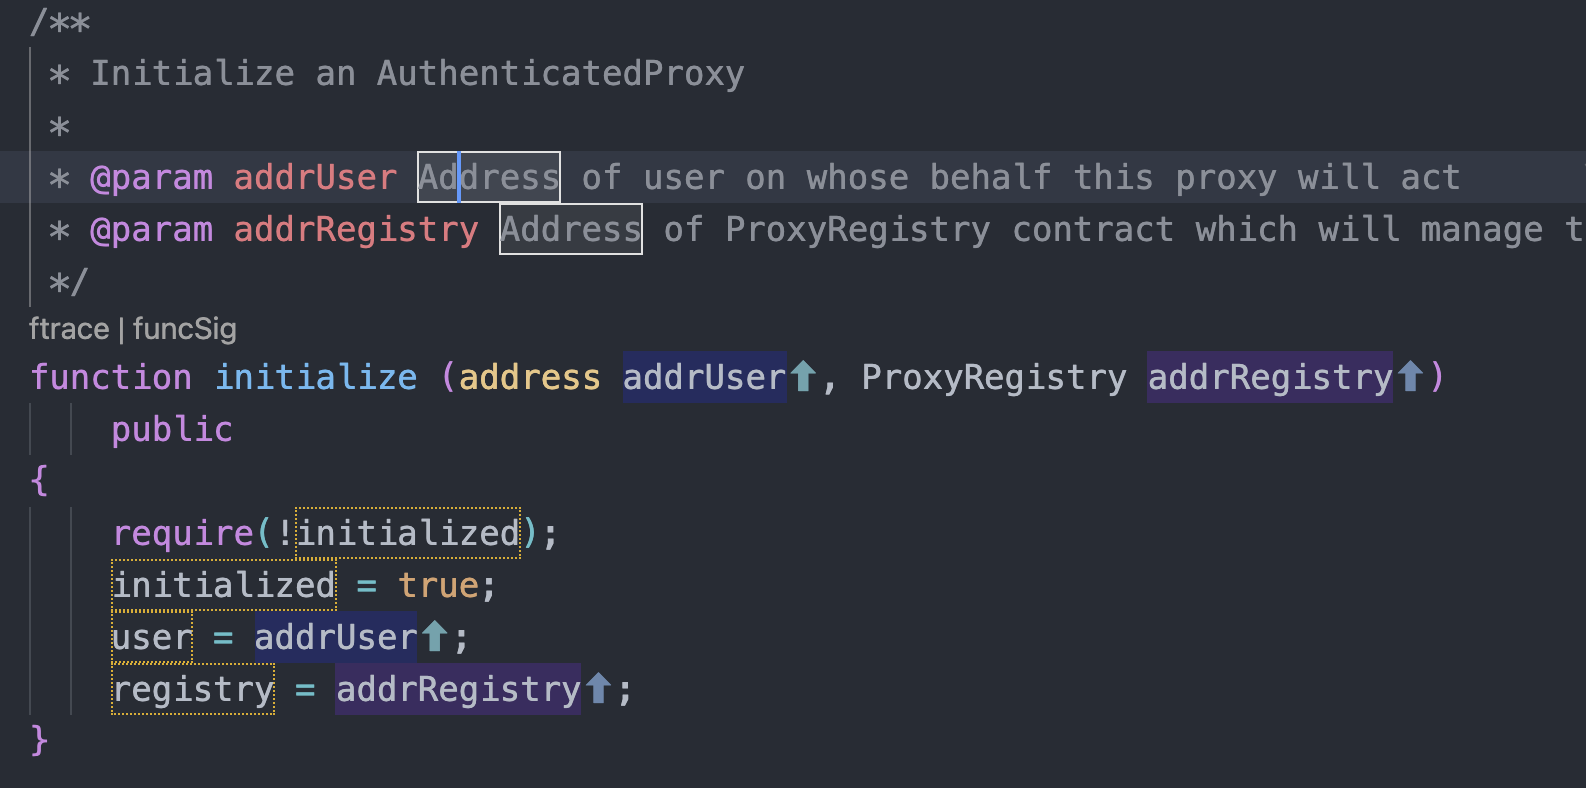 /**
* Initialize an AuthenticatedProxy
*
* @param addrUser Address of user on whose behalf this proxy will act
* @param addrRegistry Address of ProxyRegistry contract which will manage t
*/
ftrace | funcSig
function initialize (address addrUser⬆, ProxyRegistry addrRegistry⬆)
public
{
require(!initialized);
initialized = true;
user = addrUser⬆;
registry = addrRegistry⬆;
}